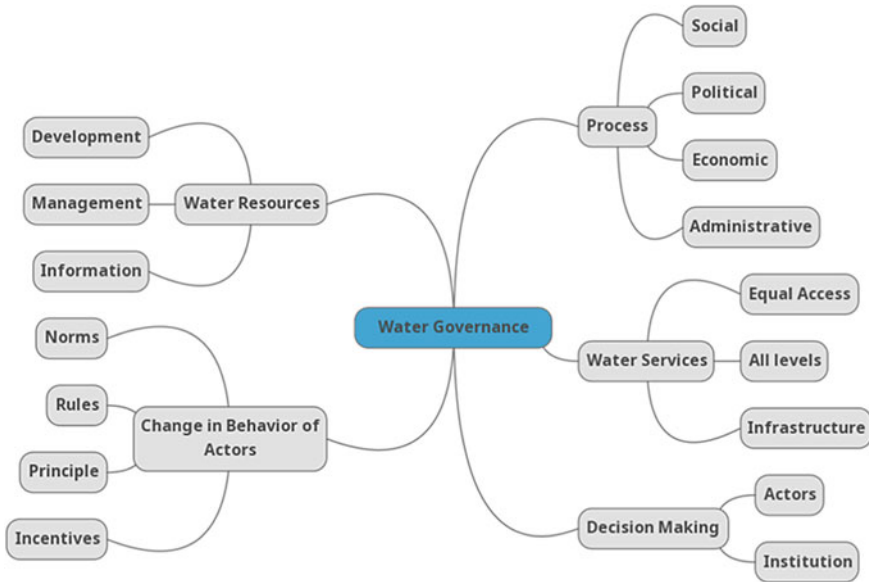 Social
Political
Process
Economic
Administrative
Development
Management
Water Resources
Information
Water Governance
Equal Access
Water Services
All levels
Infrastructure
Norms
Rules
Change in Behavior of
Actors
Principle
Incentives
Actors
Decision Making
Institution